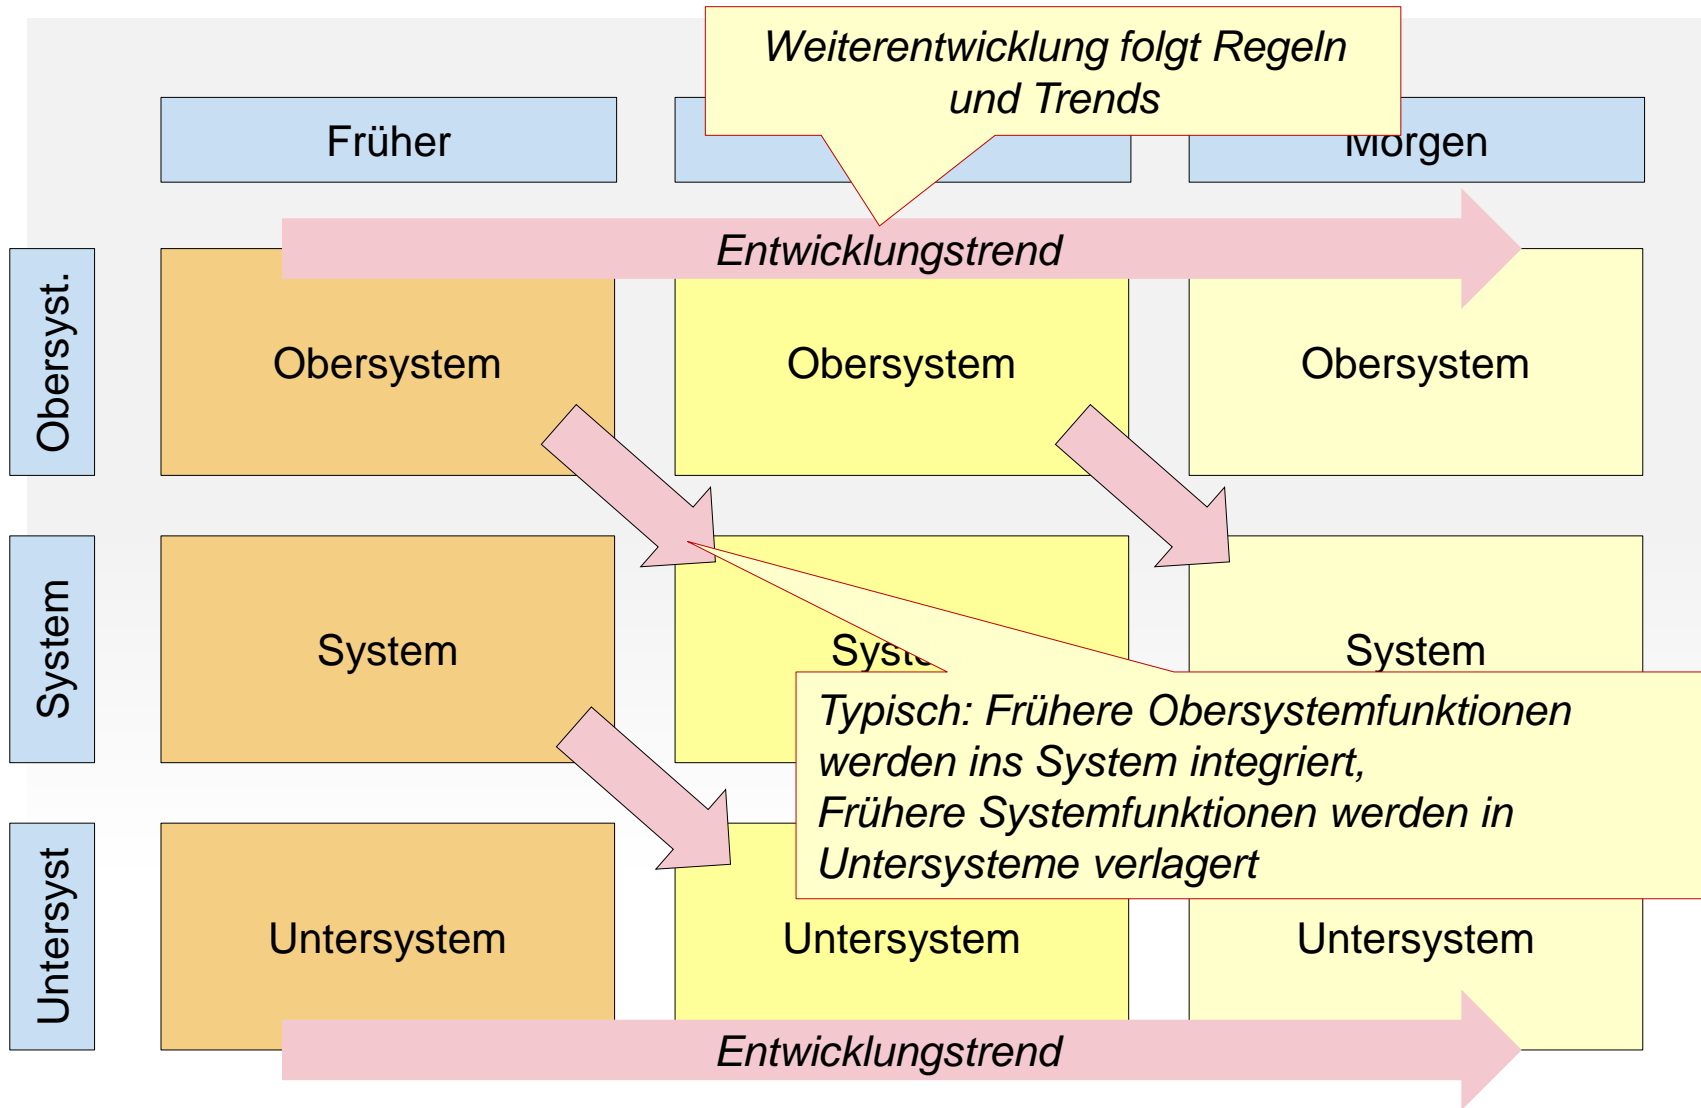 Weiterentwicklung folgt Regeln
und Trends
Früher
Morgen
Entwicklungstrend
Obersyst.
Obersystem
Obersystem
Obersystem
System
System
System
Typisch: Frühere Obersystemfunktionen
werden ins System integriert,
Frühere Systemfunktionen werden in
Untersysteme verlagert
Untersyst
Untersystem
Untersystem
Untersystem
Entwicklungstrend